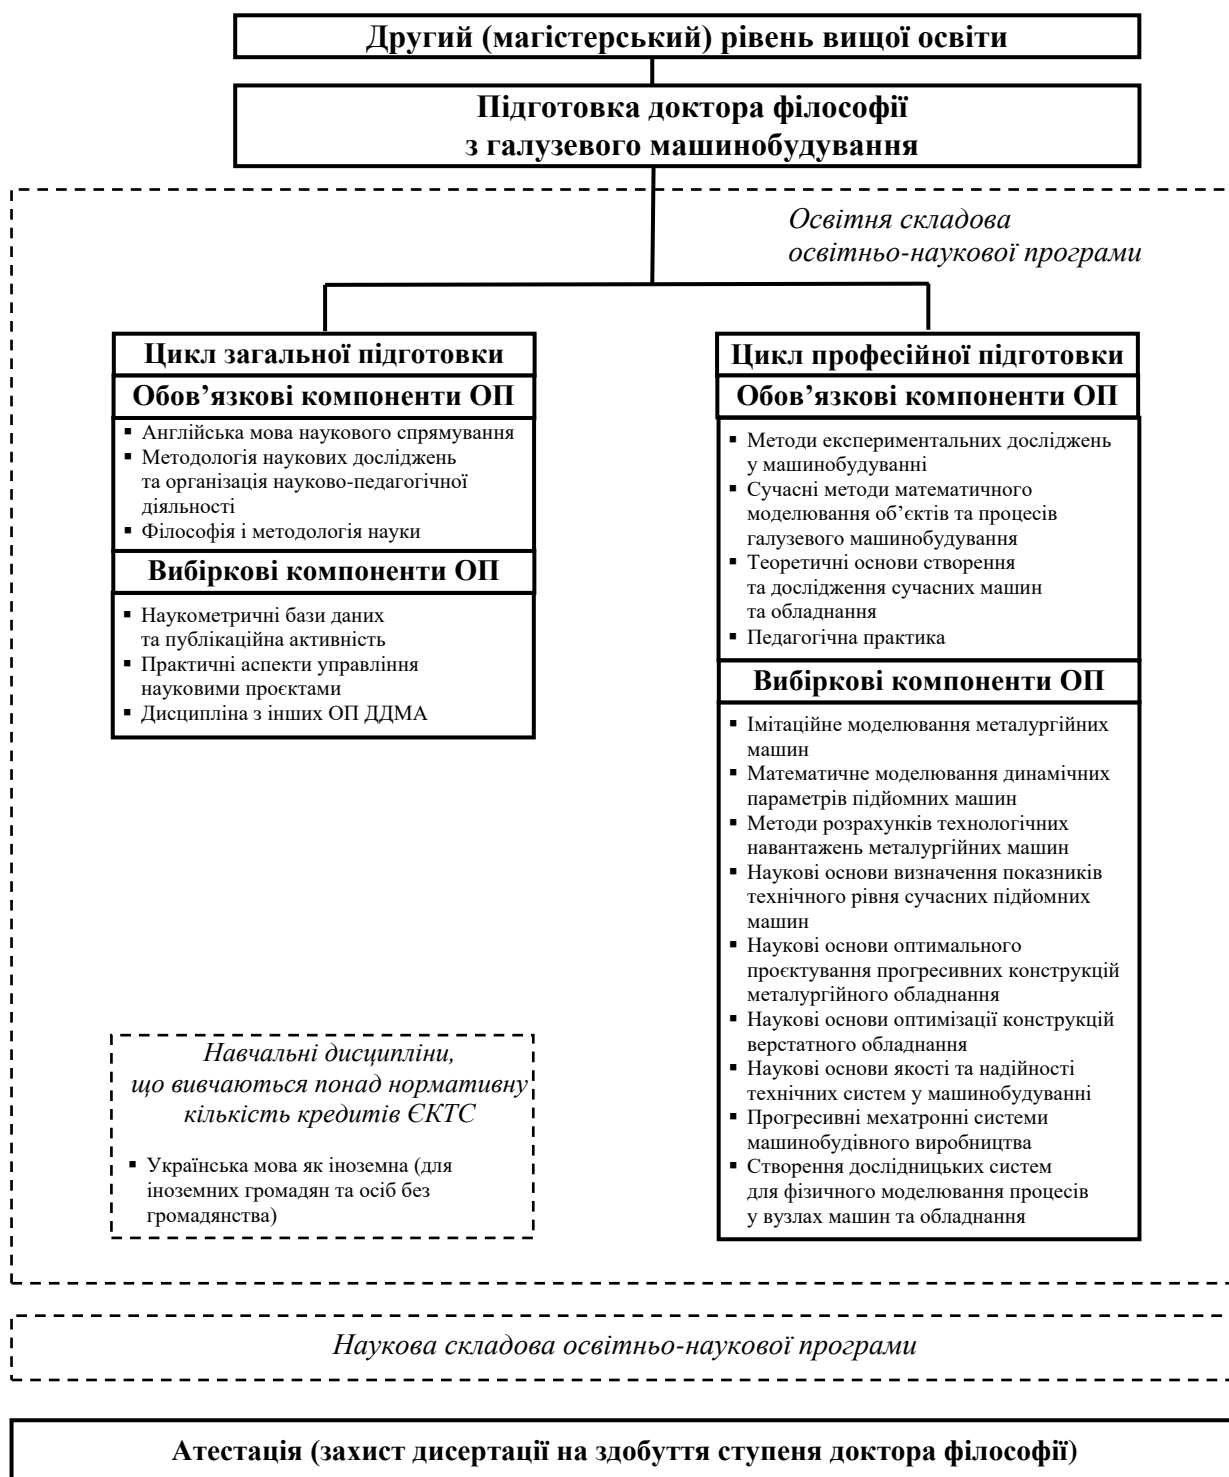 Другий (магістерський) рівень вищої освіти
Підготовка доктора філософії
з галузевого машинобудування
Освітня складова
освітньо-наукової програми
Цикл загальної підготовки
Обов’язкові компоненти ОП
▪ Англійська мова наукового спрямування
▪ Методологія наукових досліджень
та організація науково-педагогічної
діяльності
▪ Філософія і методологія науки
Вибіркові компоненти ОП
▪ Наукометричні бази даних
та публікаційна активність
▪ Практичні аспекти управління
науковими проєктами
▪ Дисципліна з інших ОП ДДМА
Навчальні дисципліни,
що вивчаються понад нормативну
кількість кредитів ЄКТС
▪ Українська мова як іноземна (для
іноземних громадян та осіб без
громадянства)
Цикл професійної підготовки
Обов’язкові компоненти ОП
▪ Методи експериментальних досліджень
у машинобудуванні
▪ Сучасні методи математичного
моделювання об’єктів та процесів
галузевого машинобудування
▪ Теоретичні основи створення
та дослідження сучасних машин
та обладнання
▪ Педагогічна практика
Вибіркові компоненти ОП
▪ Імітаційне моделювання металургійних
машин
▪ Математичне моделювання динамічних
параметрів підйомних машин
▪ Методи розрахунків технологічних
навантажень металургійних машин
▪ Наукові основи визначення показників
технічного рівня сучасних підйомних
машин
▪ Наукові основи оптимального
проєктування прогресивних конструкцій
металургійного обладнання
▪ Наукові основи оптимізації конструкцій
верстатного обладнання
▪ Наукові основи якості та надійності
технічних систем у машинобудуванні
▪ Прогресивні мехатронні системи
машинобудівного виробництва
▪ Створення дослідницьких систем
для фізичного моделювання процесів
у вузлах машин та обладнання
Наукова складова освітньо-наукової програми
Атестація (захист дисертації на здобуття ступеня доктора філософії)